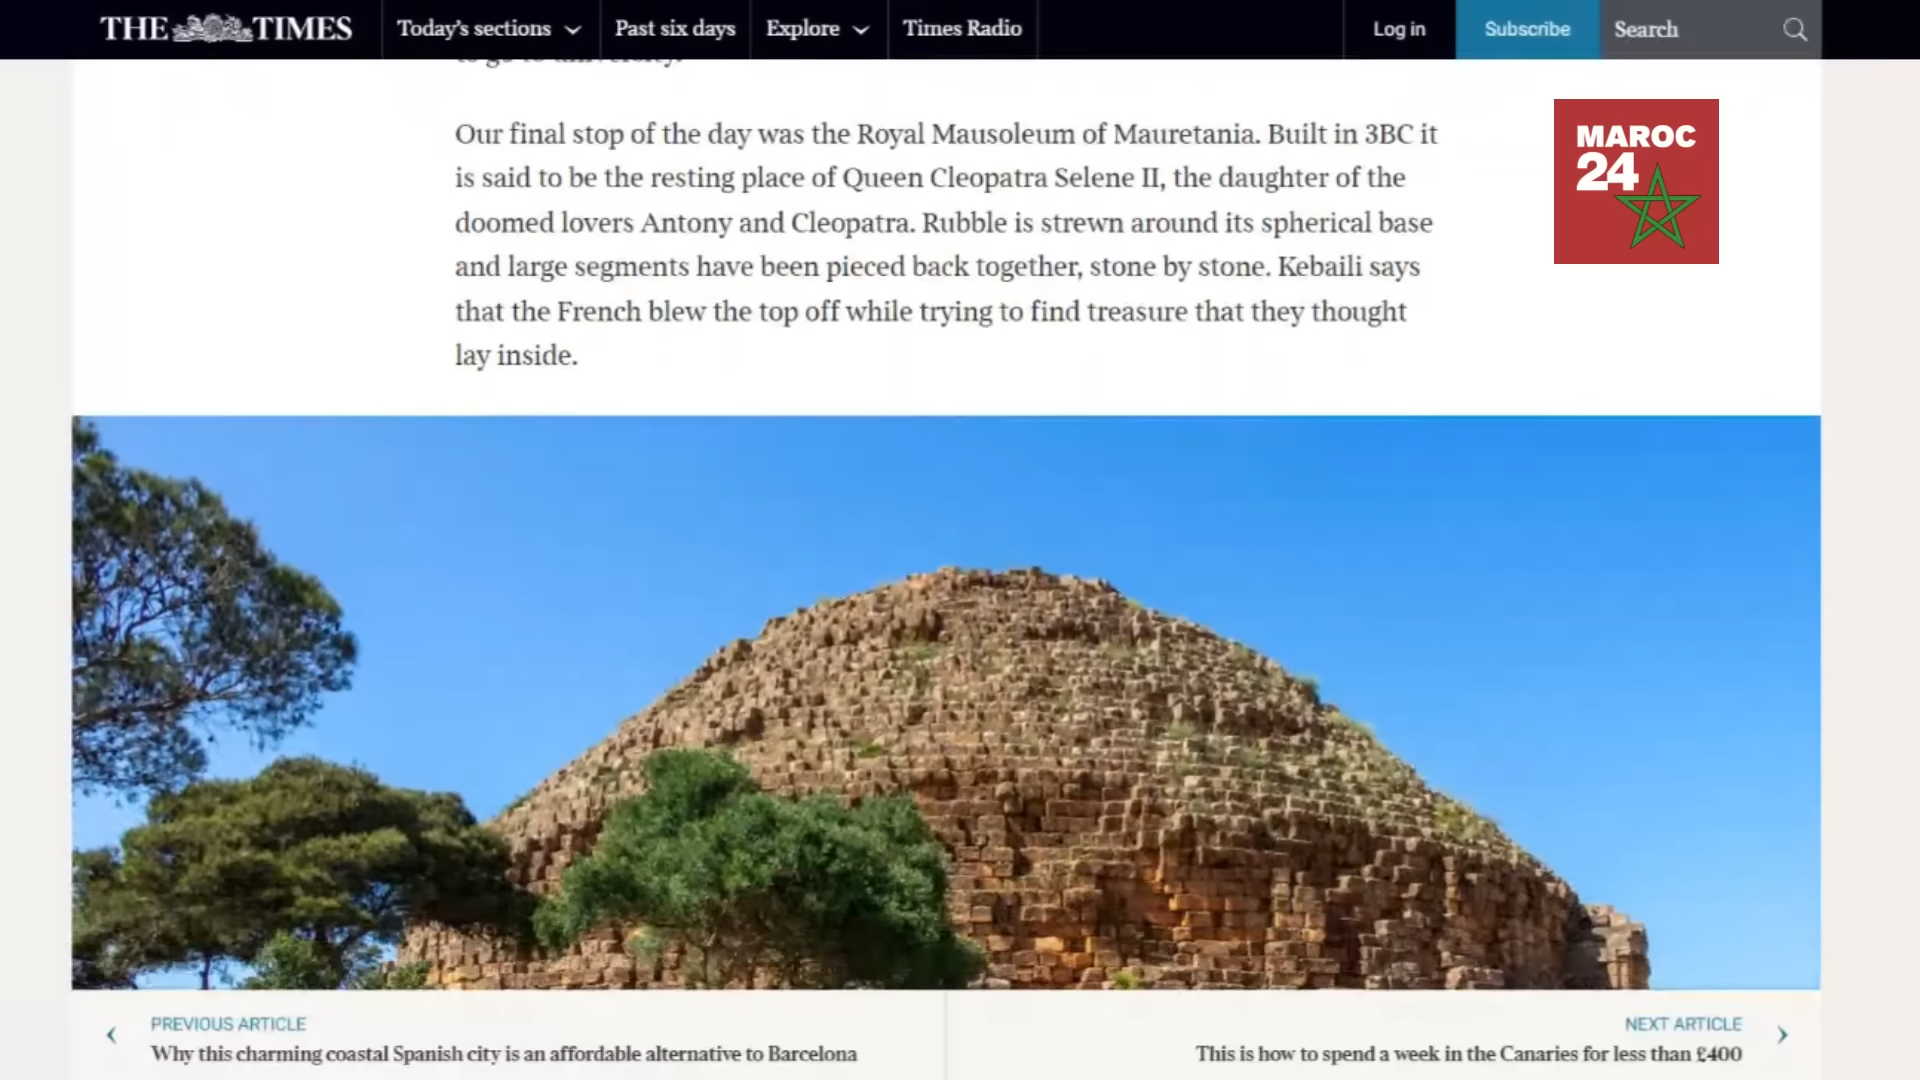 THE TIMES
Today's sections
Past six days
Explore
Times Radio
Log in
Subscribe
Search
to go to university.
Our final stop of the day was the Royal Mausoleum of Mauretania. Built in 3BC it
is said to be the resting place of Queen Cleopatra Selene II, the daughter of the
doomed lovers Antony and Cleopatra. Rubble is strewn around its spherical base
and large segments have been pieced back together, stone by stone. Kebaili says
that the French blew the top off while trying to find treasure that they thought
lay inside.
MAROC
24
PREVIOUS ARTICLE
Why this charming coastal Spanish city is an affordable alternative to Barcelona
NEXT ARTICLE
This is how to spend a week in the Canaries for less than £400